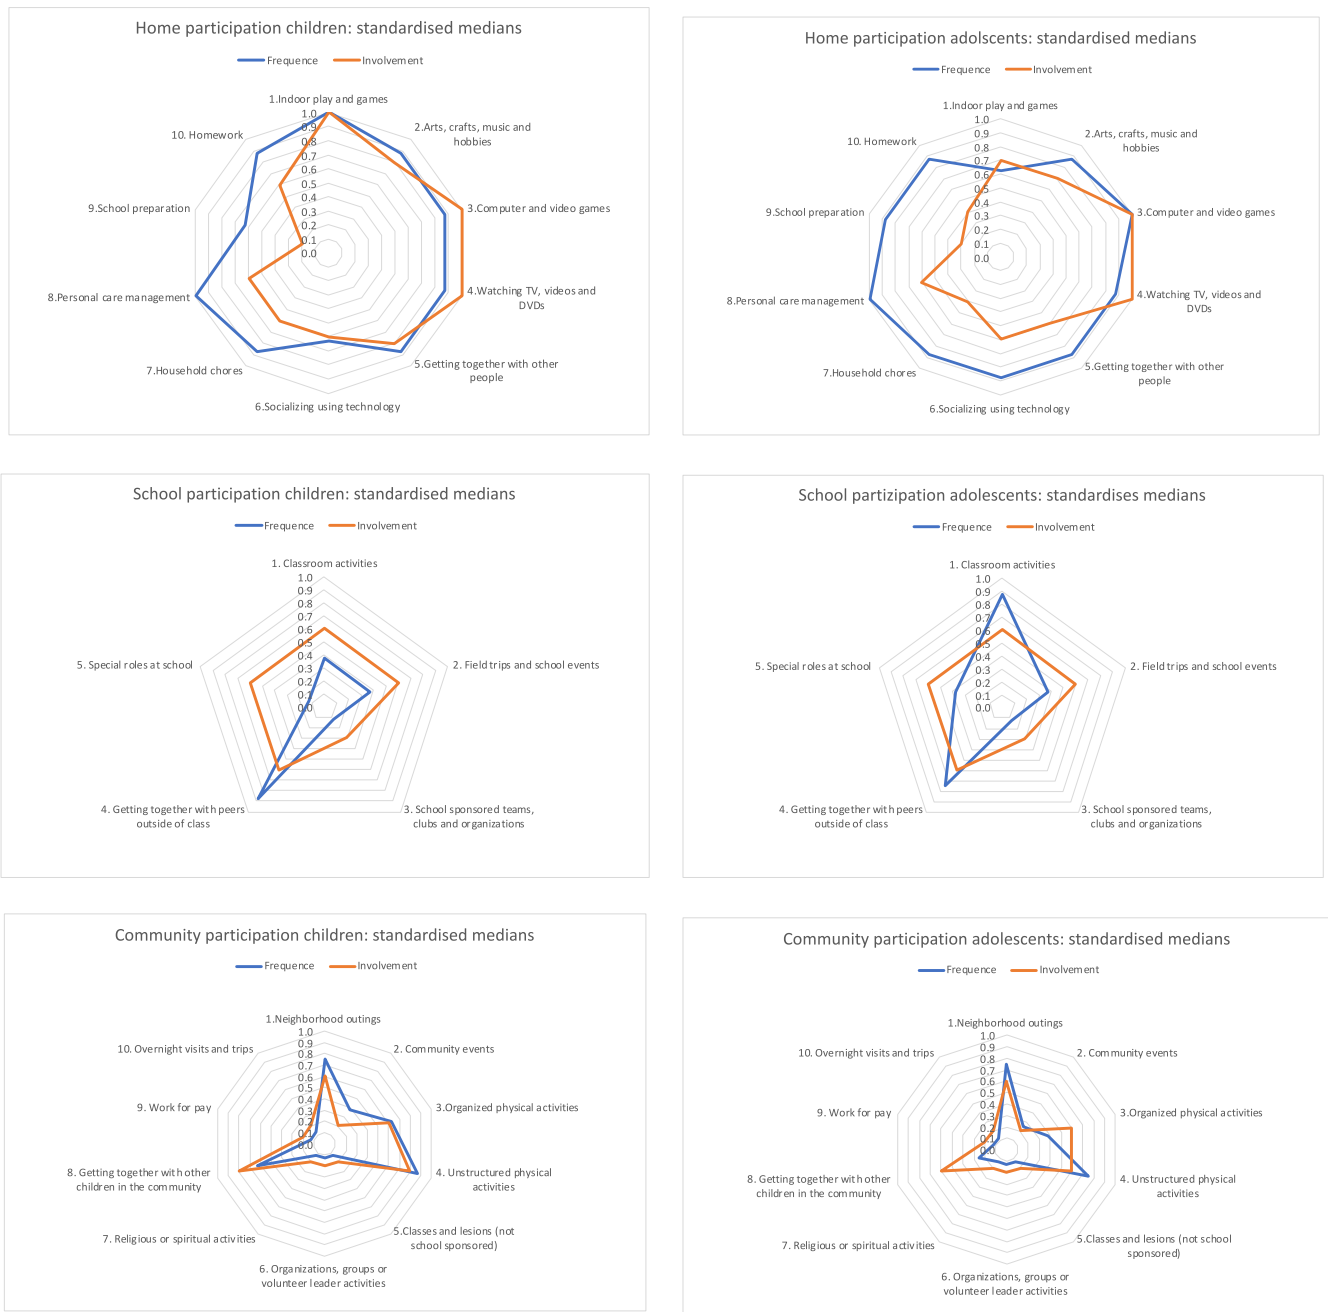 Home participation children: standardised medians
Frequence
Involvement
1.Indoor play and games
2.Arts, crafts, music and
hobbies
3.Computer and video games
4.Watching TV, videos and
DVDs
5.Getting together with other
people
6.Socializing using technology
7.Household chores
8.Personal care management
9.School preparation
10. Homework
1.0
0.9
0.8
0.7
0.6
0.5
0.4
0.3
0.2
0.1
0.0
Home participation adolscents: standardised medians
Frequence
Involvement
1.Indoor play and games
2.Arts, crafts, music and
hobbies
3.Computer and video games
4.Watching TV, videos and
DVDs
5.Getting together with other
people
6.Socializing using technology
7.Household chores
8.Personal care management
9.School preparation
10. Homework
1.0
0.9
0.8
0.7
0.6
0.5
0.4
0.3
0.2
0.1
0.0
School participation children: standardised medians
Frequence
Involvement
1. Classroom activities
2. Field trips and school events
3. School sponsored teams,
clubs and organizations
4. Getting together with peers
outside of class
5. Special roles at school
1.0
0.9
0.8
0.7
0.6
0.5
0.4
0.3
0.2
0.1
0.0
School partizipation adolescents: standardises medians
Frequence
Involvement
1. Classroom activities
2. Field trips and school events
3. School sponsored teams,
clubs and organizations
4. Getting together with peers
outside of class
5. Special roles at school
1.0
0.9
0.8
0.7
0.6
0.5
0.4
0.3
0.2
0.1
0.0
Community participation children: standardised medians
Frequence
Involvement
1.Neighborhood outings
2. Community events
3.Organized physical activities
4. Unstructured physical
activities
5.Classes and lesions (not
school sponsored)
6. Organizations, groups or
volunteer leader activities
7. Religious or spiritual activities
8. Getting together with other
children in the community
9. Work for pay
10. Overnight visits and trips
1.0
0.9
0.8
0.7
0.6
0.5
0.4
0.3
0.2
0.1
0.0
Community participation adolescents: standardised medians
Frequence
Involvement
1.Neighborhood outings
2. Community events
3.Organized physical activities
4. Unstructured physical
activities
5.Classes and lesions (not school
sponsored)
6. Organizations, groups or
volunteer leader activities
7. Religious or spiritual activities
8. Getting together with other
children in the community
9. Work for pay
10. Overnight visits and trips
1.0
0.9
0.8
0.7
0.6
0.5
0.4
0.3
0.2
0.1
0.0